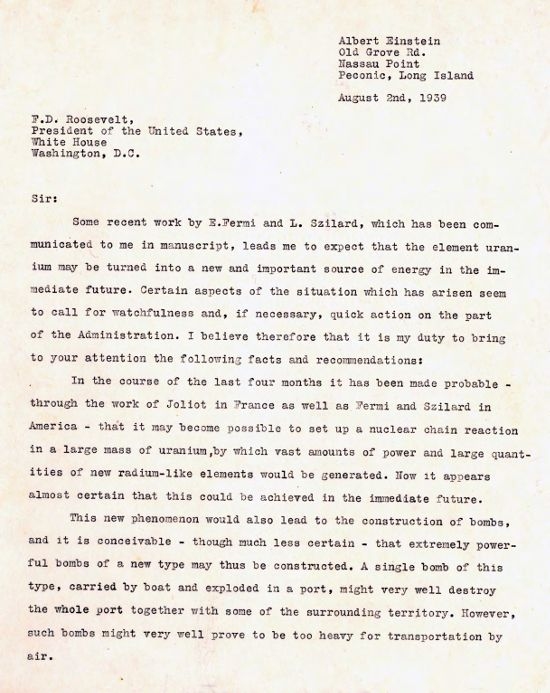 Albert Einstein
Old Grove Rd.
Nassau Point
Peconic, Long Island
August 2nd, 1939
F.D. Roosevelt,
President of the United States,
White House
Washington, D.C.
Sir:
Some recent work by E.Fermi and L. Szilard, which has been com-
municated to me in manuscript, leads me to expect that the element uran-
ium may be turned into a new and important source of energy in the im-
mediate future. Certain aspects of the situation which has arisen seem
to call for watchfulness and, if necessary, quick action on the part
of the Administration. I believe therefore that it is my duty to bring
to your attention the following facts and recommendations:
In the course of the last four months it has been made probable -
through the work of Joliot in France as well as Fermi and Szilard in
America - that it may become possible to set up a nuclear chain reaction
in a large mass of uranium,by which vast amounts of power and large quant-
ities of new radium-like elements would be generated. Now it appears
almost certain that this could be achieved in the immediate future.
This new phenomenon would also lead to the construction of bombs,
and it is conceivable - though much less certain - that extremely power-
ful bombs of a new type may thus be constructed. A single bomb of this
type, carried by boat and exploded in a port, might very well destroy
the whole port together with some of the surrounding territory. However,
such bombs might very well prove to be too heavy for transportation by
air.